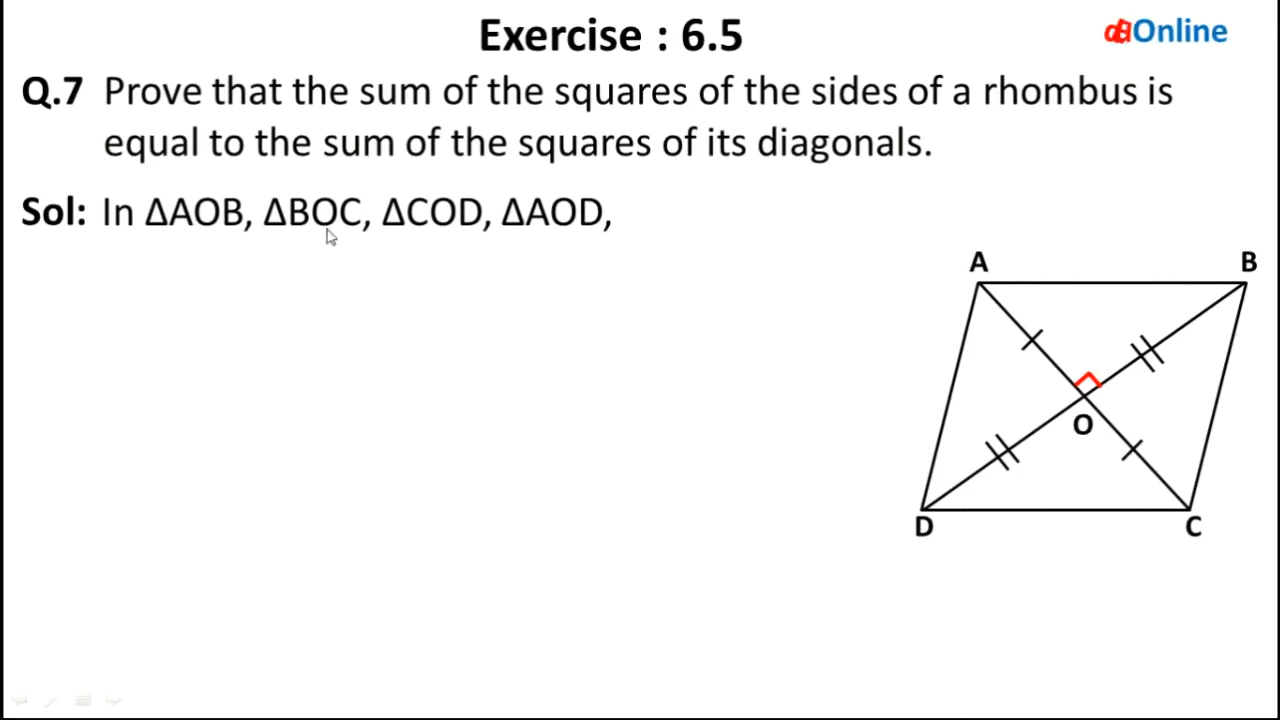 Exercise : 6.5
Online
Q.7 Prove that the sum of the squares of the sides of a rhombus is
equal to the sum of the squares of its diagonals.
Sol: In ΔAOB, ΔBOC, ΔCOD, ΔAOD,
A B
O
D C